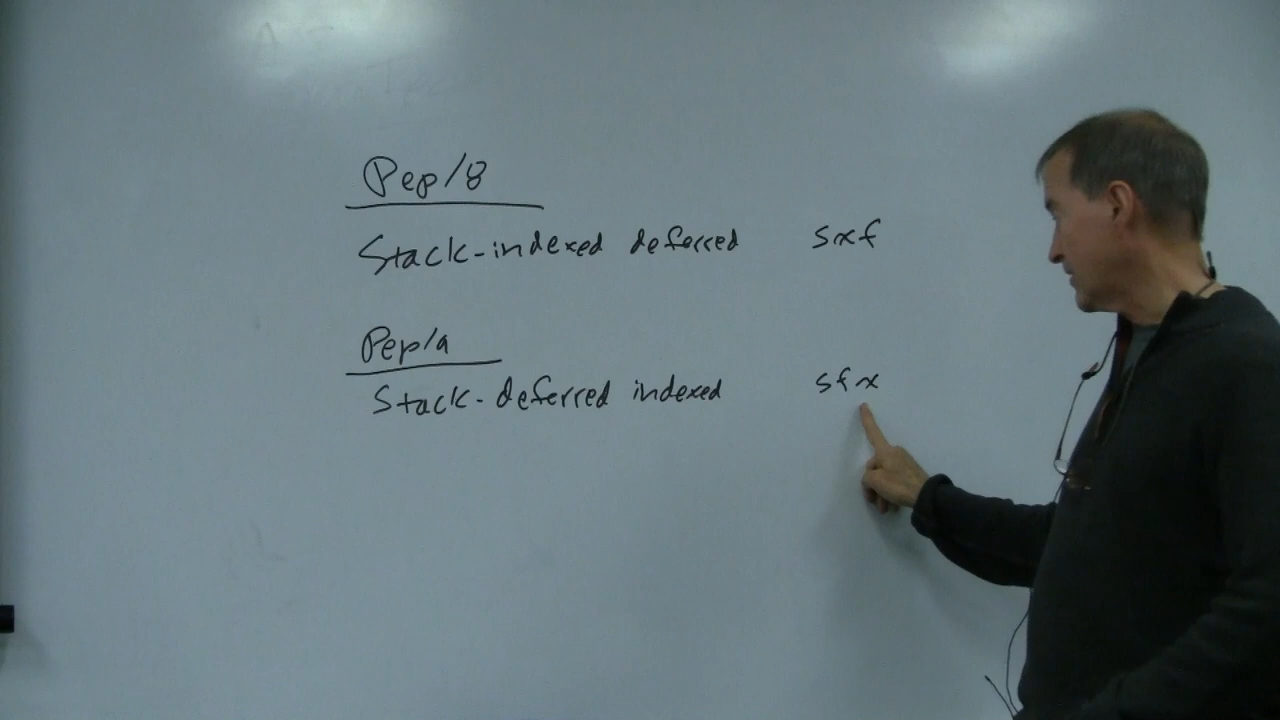 Pep/8
Stack-indexed deferred sxf
Pep/9
Stack-deferred indexed sfx